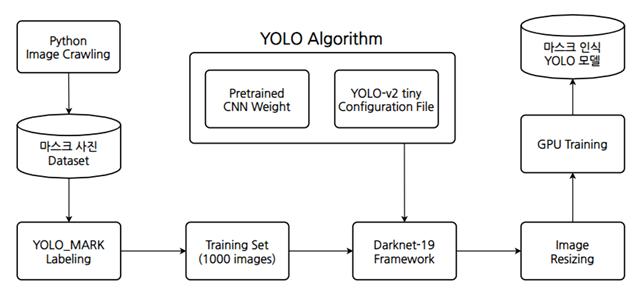 Python
Image Crawling
마스크 사진
Dataset
YOLO_MARK
Labeling
Training Set
(1000 images)
YOLO Algorithm
Pretrained
CNN Weight
YOLO-v2 tiny
Configuration File
Darknet-19
Framework
Image
Resizing
GPU Training
마스크 인식
YOLO 모델